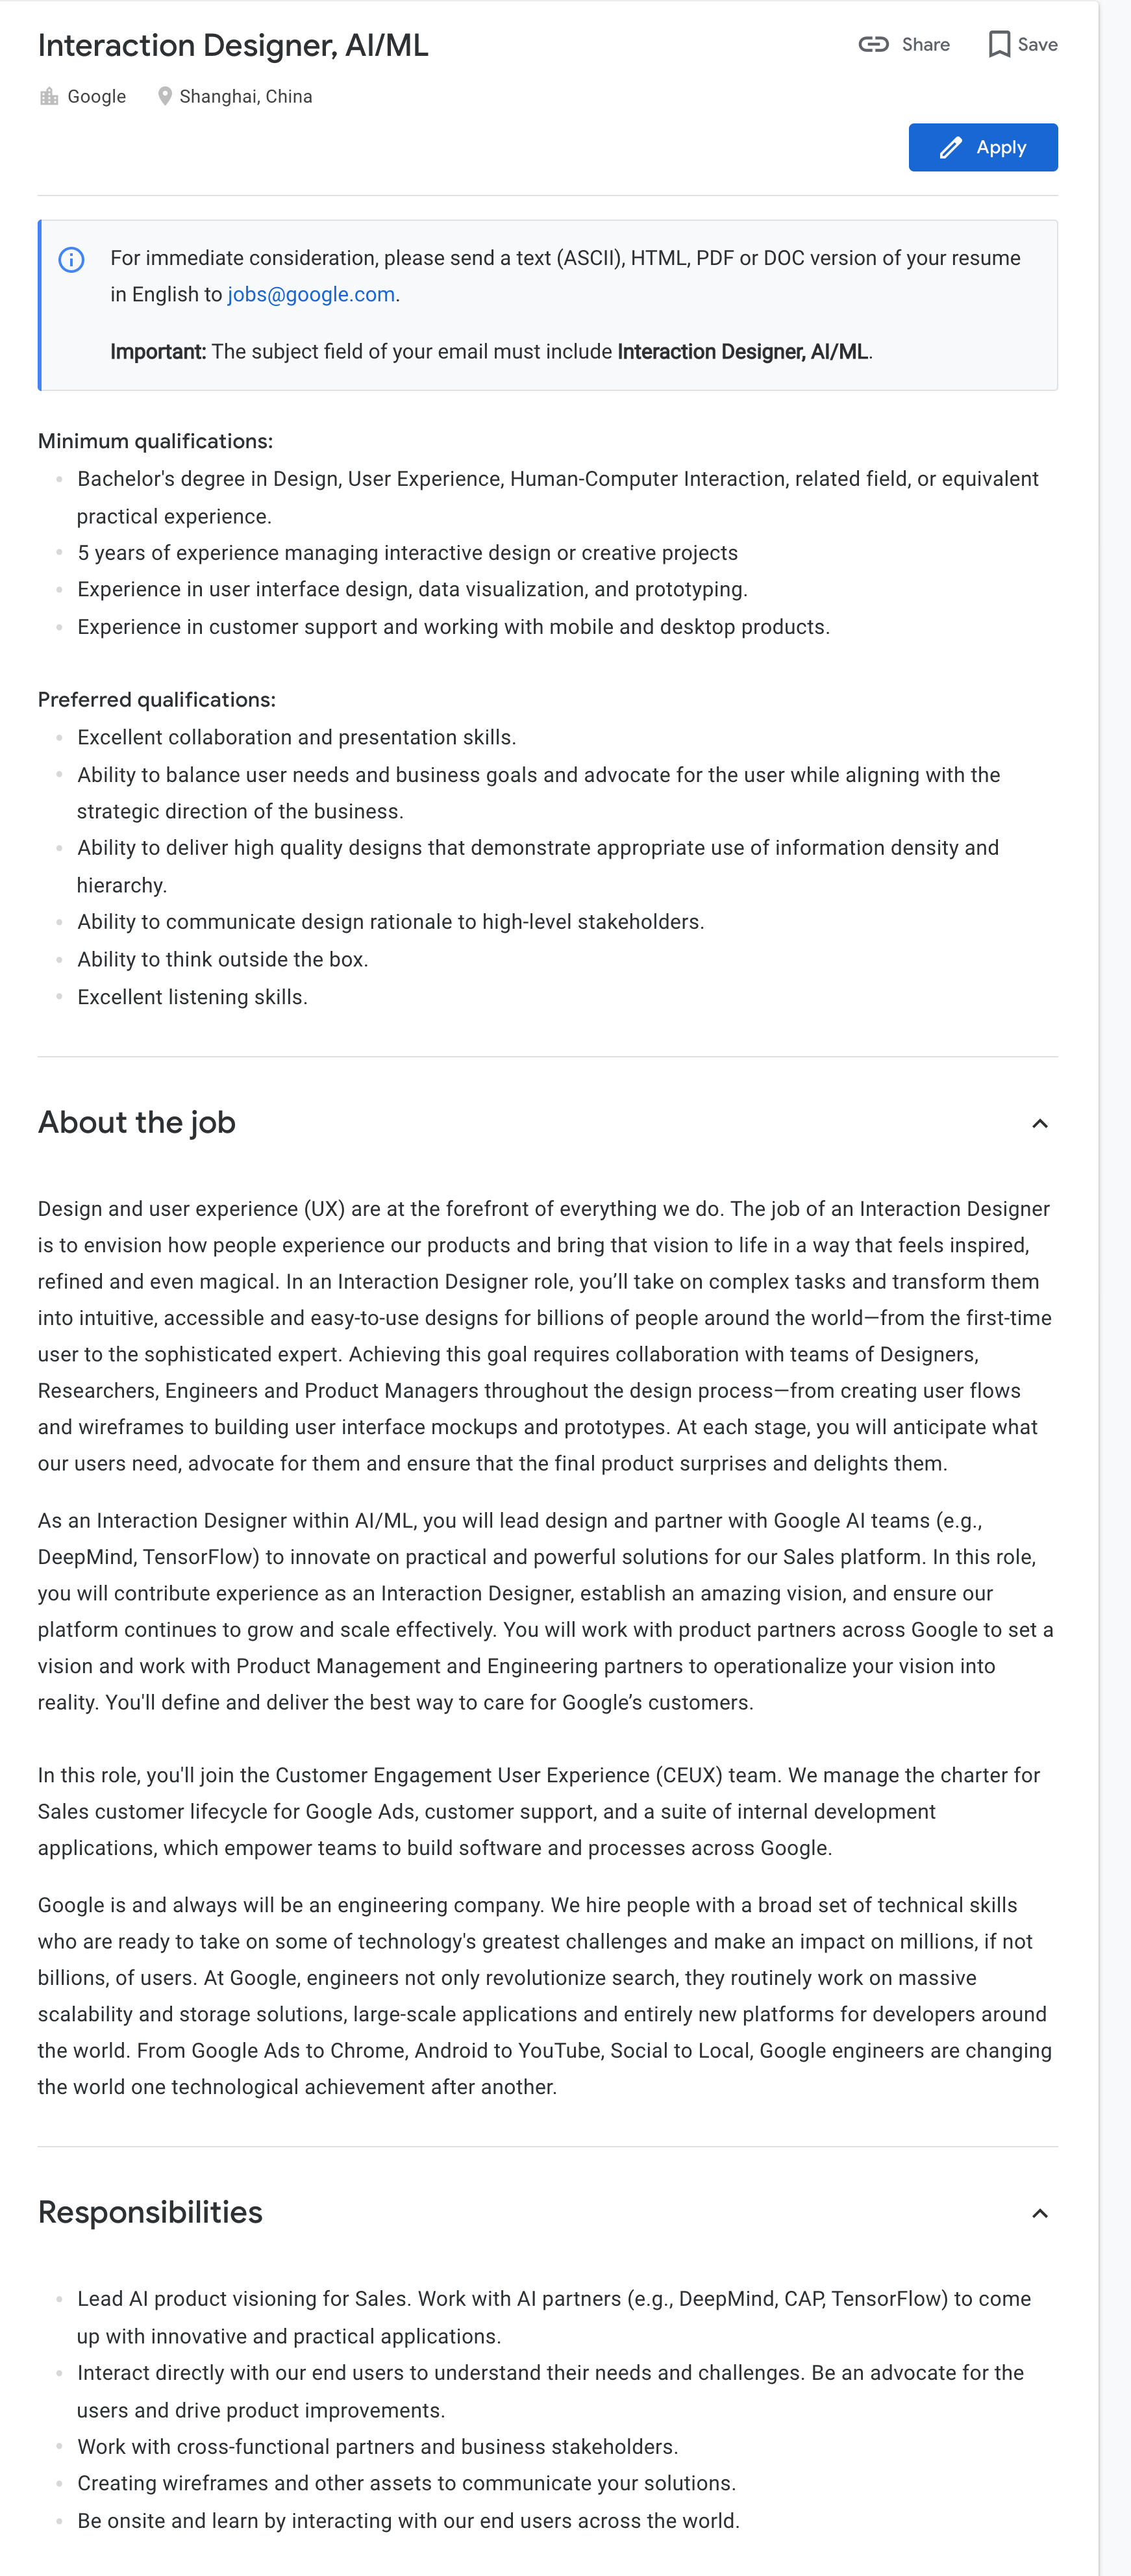 Interaction Designer, AI/ML
Share
Save
Google
Shanghai, China
Apply
For immediate consideration, please send a text (ASCII), HTML, PDF or DOC version of your resume
in English to jobs@google.com.
Important: The subject field of your email must include Interaction Designer, AI/ML.
Minimum qualifications:
Bachelor's degree in Design, User Experience, Human-Computer Interaction, related field, or equivalent
practical experience.
5 years of experience managing interactive design or creative projects
Experience in user interface design, data visualization, and prototyping.
Experience in customer support and working with mobile and desktop products.
Preferred qualifications:
Excellent collaboration and presentation skills.
Ability to balance user needs and business goals and advocate for the user while aligning with the
strategic direction of the business.
Ability to deliver high quality designs that demonstrate appropriate use of information density and
hierarchy.
Ability to communicate design rationale to high-level stakeholders.
Ability to think outside the box.
Excellent listening skills.
About the job
Design and user experience (UX) are at the forefront of everything we do. The job of an Interaction Designer
is to envision how people experience our products and bring that vision to life in a way that feels inspired,
refined and even magical. In an Interaction Designer role, you’ll take on complex tasks and transform them
into intuitive, accessible and easy-to-use designs for billions of people around the world—from the first-time
user to the sophisticated expert. Achieving this goal requires collaboration with teams of Designers,
Researchers, Engineers and Product Managers throughout the design process—from creating user flows
and wireframes to building user interface mockups and prototypes. At each stage, you will anticipate what
our users need, advocate for them and ensure that the final product surprises and delights them.
As an Interaction Designer within AI/ML, you will lead design and partner with Google AI teams (e.g.,
DeepMind, TensorFlow) to innovate on practical and powerful solutions for our Sales platform. In this role,
you will contribute experience as an Interaction Designer, establish an amazing vision, and ensure our
platform continues to grow and scale effectively. You will work with product partners across Google to set a
vision and work with Product Management and Engineering partners to operationalize your vision into
reality. You'll define and deliver the best way to care for Google’s customers.
In this role, you'll join the Customer Engagement User Experience (CEUX) team. We manage the charter for
Sales customer lifecycle for Google Ads, customer support, and a suite of internal development
applications, which empower teams to build software and processes across Google.
Google is and always will be an engineering company. We hire people with a broad set of technical skills
who are ready to take on some of technology's greatest challenges and make an impact on millions, if not
billions, of users. At Google, engineers not only revolutionize search, they routinely work on massive
scalability and storage solutions, large-scale applications and entirely new platforms for developers around
the world. From Google Ads to Chrome, Android to YouTube, Social to Local, Google engineers are changing
the world one technological achievement after another.
Responsibilities
Lead AI product visioning for Sales. Work with AI partners (e.g., DeepMind, CAP, TensorFlow) to come
up with innovative and practical applications.
Interact directly with our end users to understand their needs and challenges. Be an advocate for the
users and drive product improvements.
Work with cross-functional partners and business stakeholders.
Creating wireframes and other assets to communicate your solutions.
Be onsite and learn by interacting with our end users across the world.